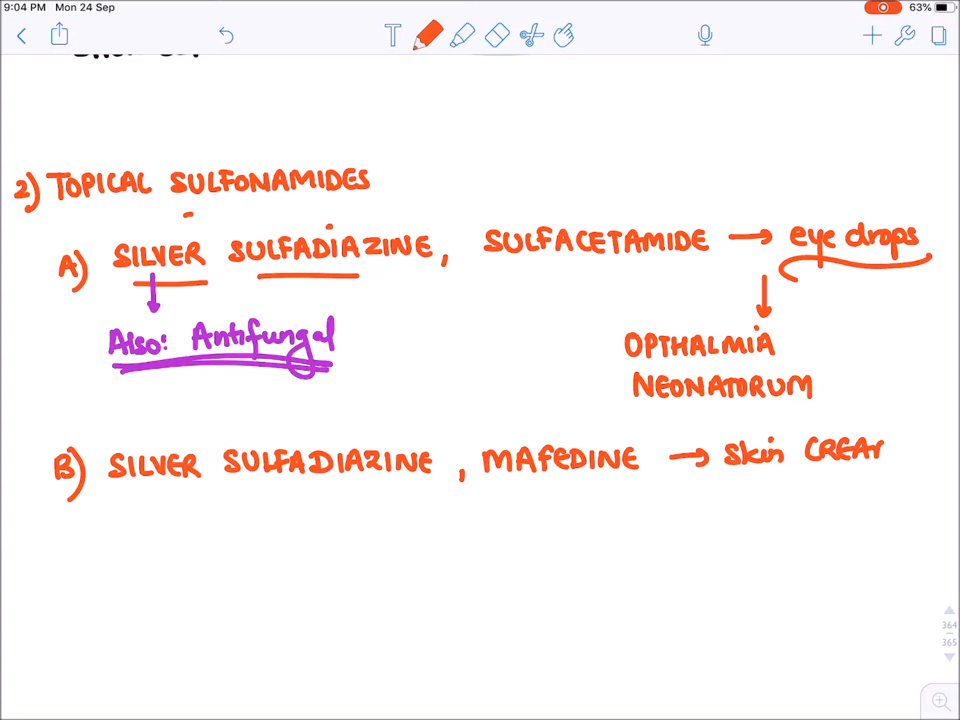 9:04 PM Mon 24 Sep
63%
T
2) TOPICAL SULFONAMIDES
A) SILVER SULFADIAZINE, SULFACETAMIDE → eye drops
Also: Antifungal
OPTHALMIA
NEONATORUM
B) SILVER SULFADIAZINE, MAFEDINE → Skin CREAM
364
365